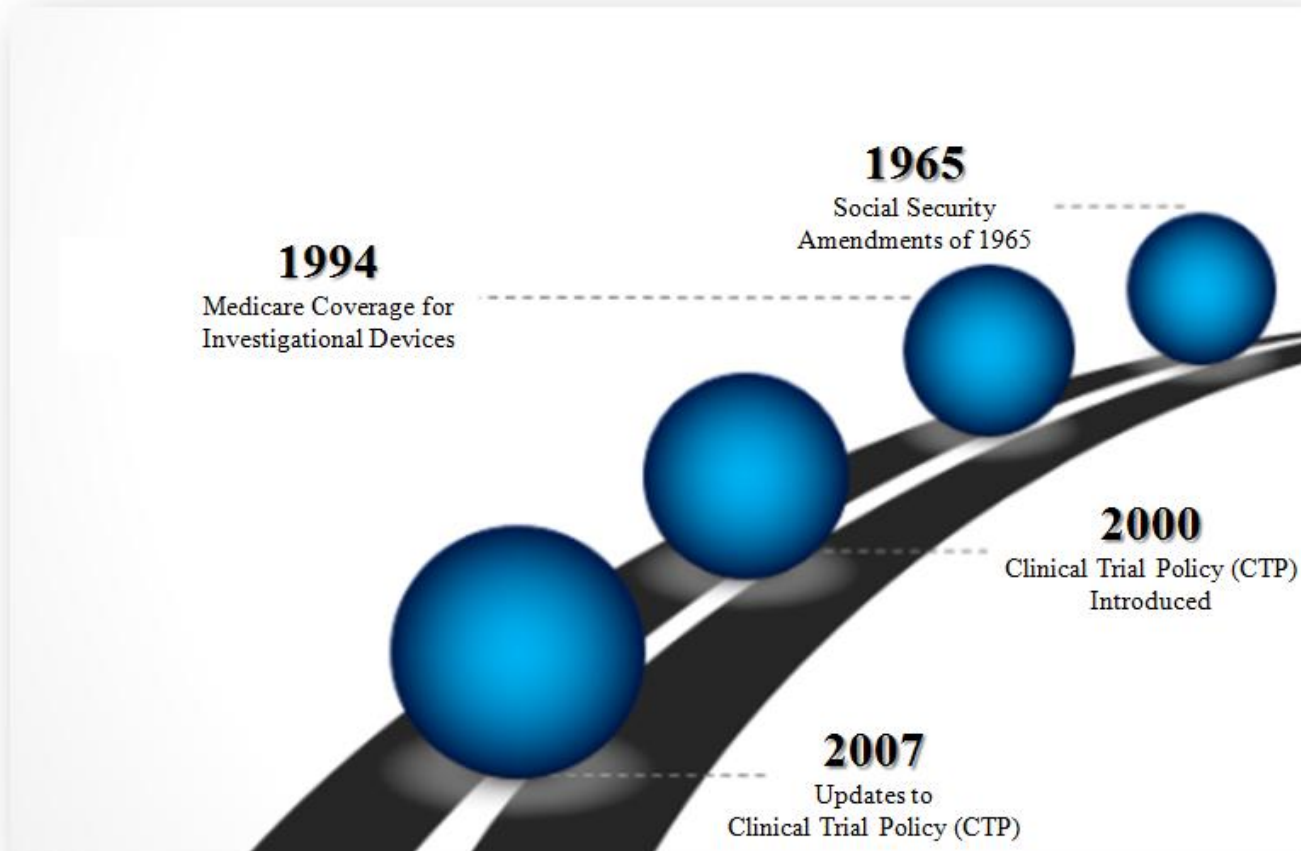 1965
Social Security
Amendments of 1965
1994
Medicare Coverage for
Investigational Devices
2000
Clinical Trial Policy (CTP)
Introduced
2007
Updates to
Clinical Trial Policy (CTP)